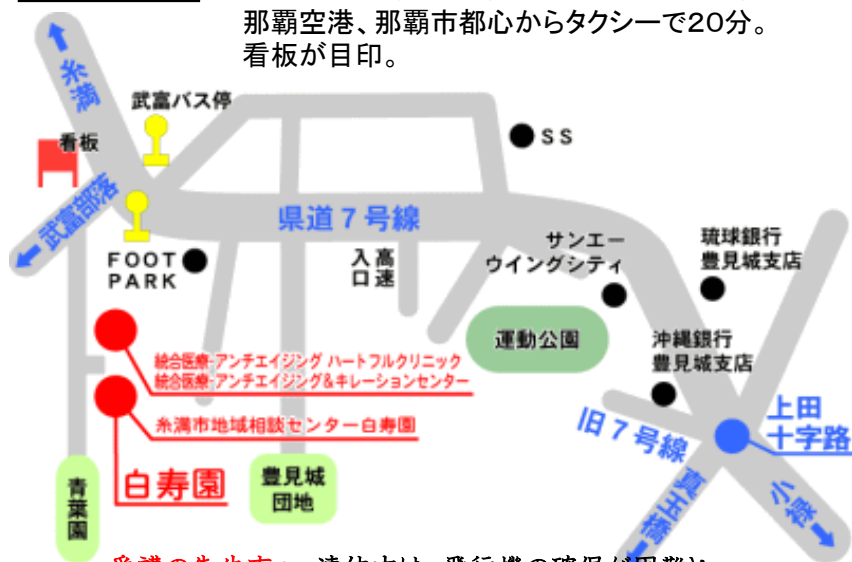 那覇空港、那覇市都心からタクシーで20分。
看板が目印。
糸満
武富バス停
看板
SS
武富部落
県道7号線
FOOT
PARK
高速
入口
サンエー
ウイングシティ
琉球銀行
豊見城支店
運動公園
沖縄銀行
豊見城支店
統合医療・アンチエイジング ハートフルクリニック
統合医療・アンチエイジング&キレーションセンター
糸満市地域相談センター白寿園
白寿園
上田
十字路
旧7号線
豊見城
団地
青葉園
真玉橋
小禄